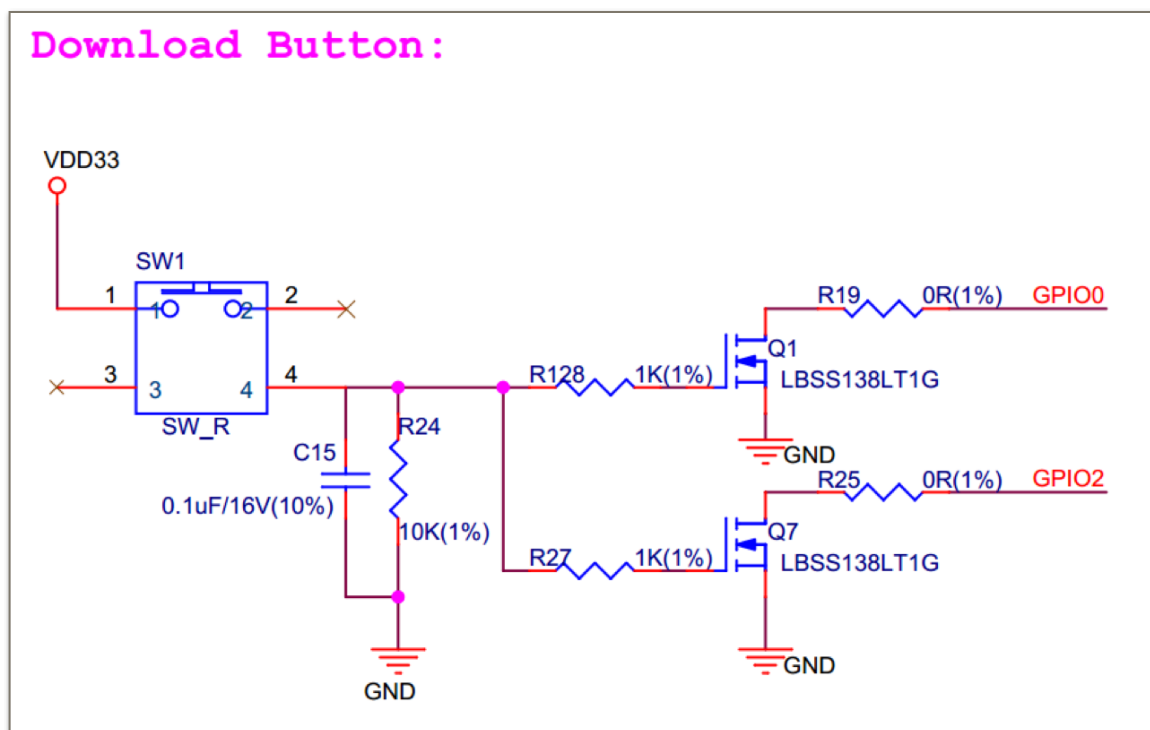 Download Button:
VDD33
SW1
1
1
2
2
3
3
4
4
SW_R
C15
0.1uF/16V(10%)
R24
10K(1%)
GND
R128
1K(1%)
R27
1K(1%)
R19
0R(1%)
GPIO0
Q1
LBSS138LT1G
GND
R25
0R(1%)
GPIO2
Q7
LBSS138LT1G
GND